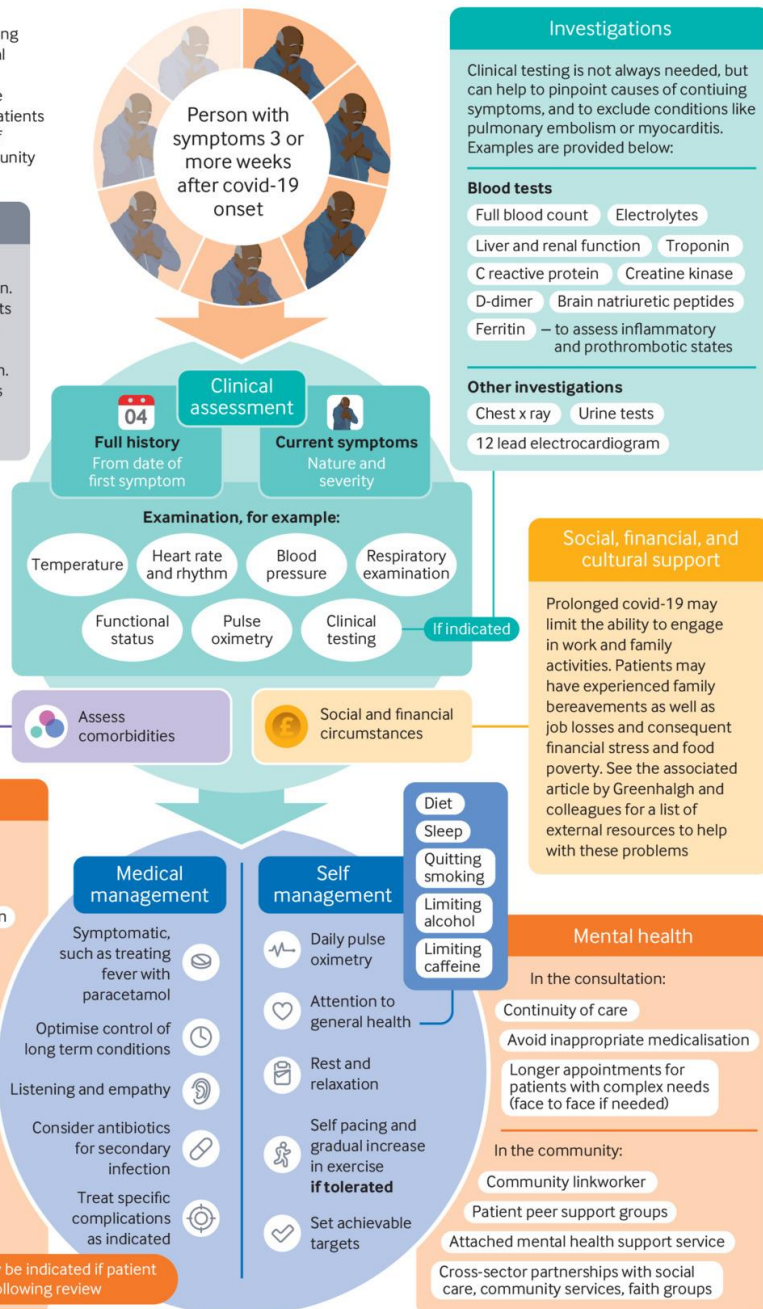 ing
al
e
atients
f
unity
n.
ts
n.
s
Person with
symptoms 3 or
more weeks
after covid-19
onset
Investigations
Clinical testing is not always needed, but
can help to pinpoint causes of contiuing
symptoms, and to exclude conditions like
pulmonary embolism or myocarditis.
Examples are provided below:
Blood tests
Full blood count Electrolytes
Liver and renal function Troponin
C reactive protein Creatine kinase
D-dimer Brain natriuretic peptides
Ferritin – to assess inflammatory
and prothrombotic states
Other investigations
Chest x ray Urine tests
12 lead electrocardiogram
Clinical
assessment
04
Full history
From date of
first symptom
Current symptoms
Nature and
severity
Examination, for example:
Temperature
Heart rate
and rhythm
Blood
pressure
Respiratory
examination
Functional
status
Pulse
oximetry
Clinical
testing
If indicated
Assess
comorbidities
£
Social and financial
circumstances
Social, financial, and
cultural support
Prolonged covid-19 may
limit the ability to engage
in work and family
activities. Patients may
have experienced family
bereavements as well as
job losses and consequent
financial stress and food
poverty. See the associated
article by Greenhalgh and
colleagues for a list of
external resources to help
with these problems
n
Medical
management
Symptomatic,
such as treating
fever with
paracetamol
Optimise control of
long term conditions
Listening and empathy
Consider antibiotics
for secondary
infection
Treat specific
complications
as indicated
Self
management
Daily pulse
oximetry
Attention to
general health
Rest and
relaxation
Self pacing and
gradual increase
in exercise
if tolerated
Set achievable
targets
Diet
Sleep
Quitting
smoking
Limiting
alcohol
Limiting
caffeine
Mental health
In the consultation:
Continuity of care
Avoid inappropriate medicalisation
Longer appointments for
patients with complex needs
(face to face if needed)
In the community:
Community linkworker
Patient peer support groups
Attached mental health support service
Cross-sector partnerships with social
care, community services, faith groups
be indicated if patient
ollowing review